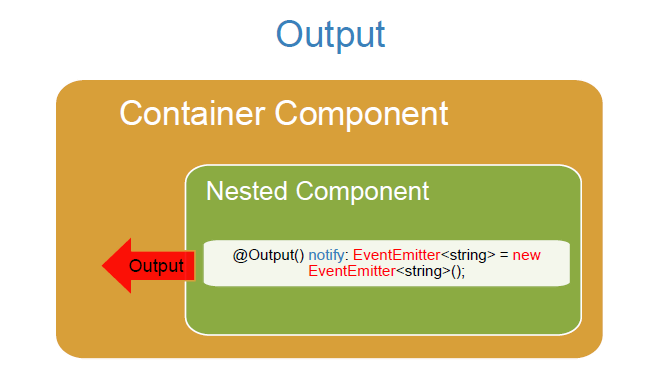 Output
Container Component
Nested Component
@Output() notify: EventEmitter<string> = new
EventEmitter<string>();
Output